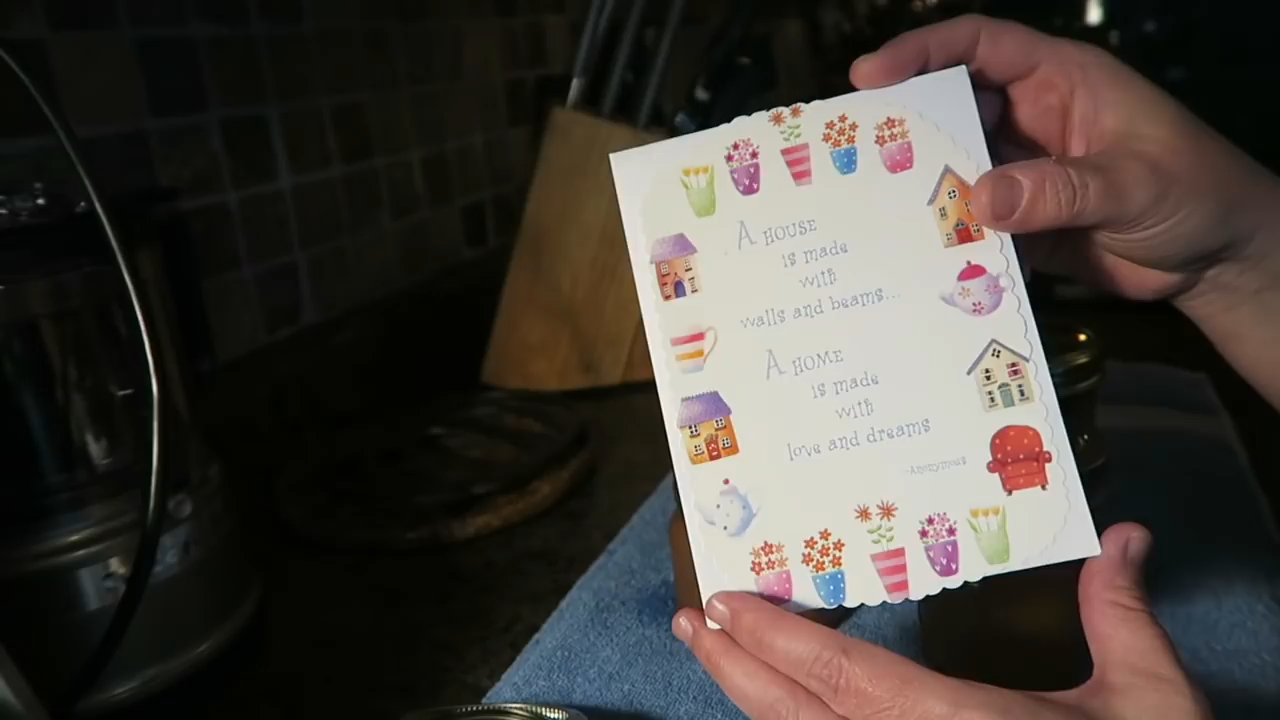 A HOUSE
is made
with
walls and beams...
A HOME
is made
with
love and dreams
-Anonymous